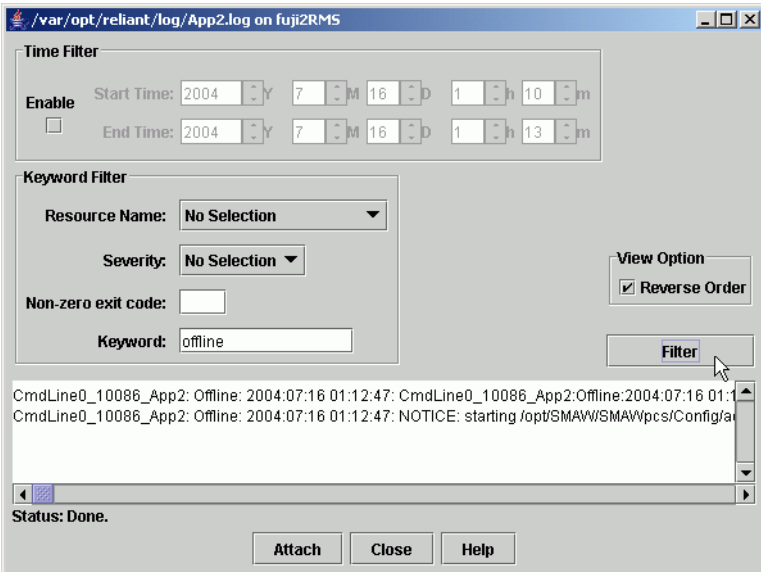 /var/opt/reliant/log/App2.log on fuji2RMS
Time Filter
Enable
Start Time: 2004 Y 7 M 16 D 1 h 10 m
End Time: 2004 Y 7 M 16 D 1 h 13 m
Keyword Filter
Resource Name: No Selection
Severity: No Selection
Non-zero exit code:
Keyword: offline
View Option
Reverse Order
Filter
CmdLine0_10086_App2: Offline: 2004:07:16 01:12:47: CmdLine0_10086_App2:Offline:2004:07:16 01:1
CmdLine0_10086_App2: Offline: 2004:07:16 01:12:47: NOTICE: starting /opt/SMAW/SMAWpcs/Config/a
Status: Done.
Attach Close Help